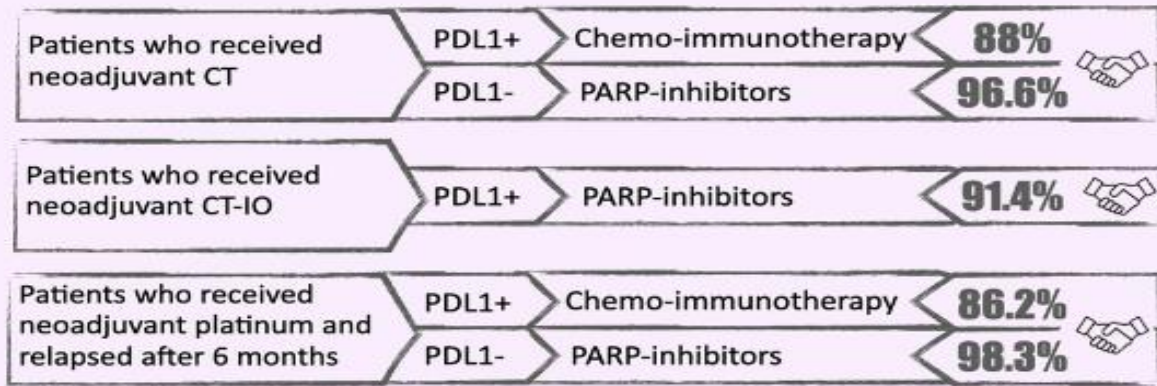 Patients who received
neoadjuvant CT
PDL1+ Chemo-immunotherapy 88%
PDL1- PARP-inhibitors 96.6%
Patients who received
neoadjuvant CT-IO
PDL1+ PARP-inhibitors 91.4%
Patients who received
neoadjuvant platinum and
relapsed after 6 months
PDL1+ Chemo-immunotherapy 86.2%
PDL1- PARP-inhibitors 98.3%